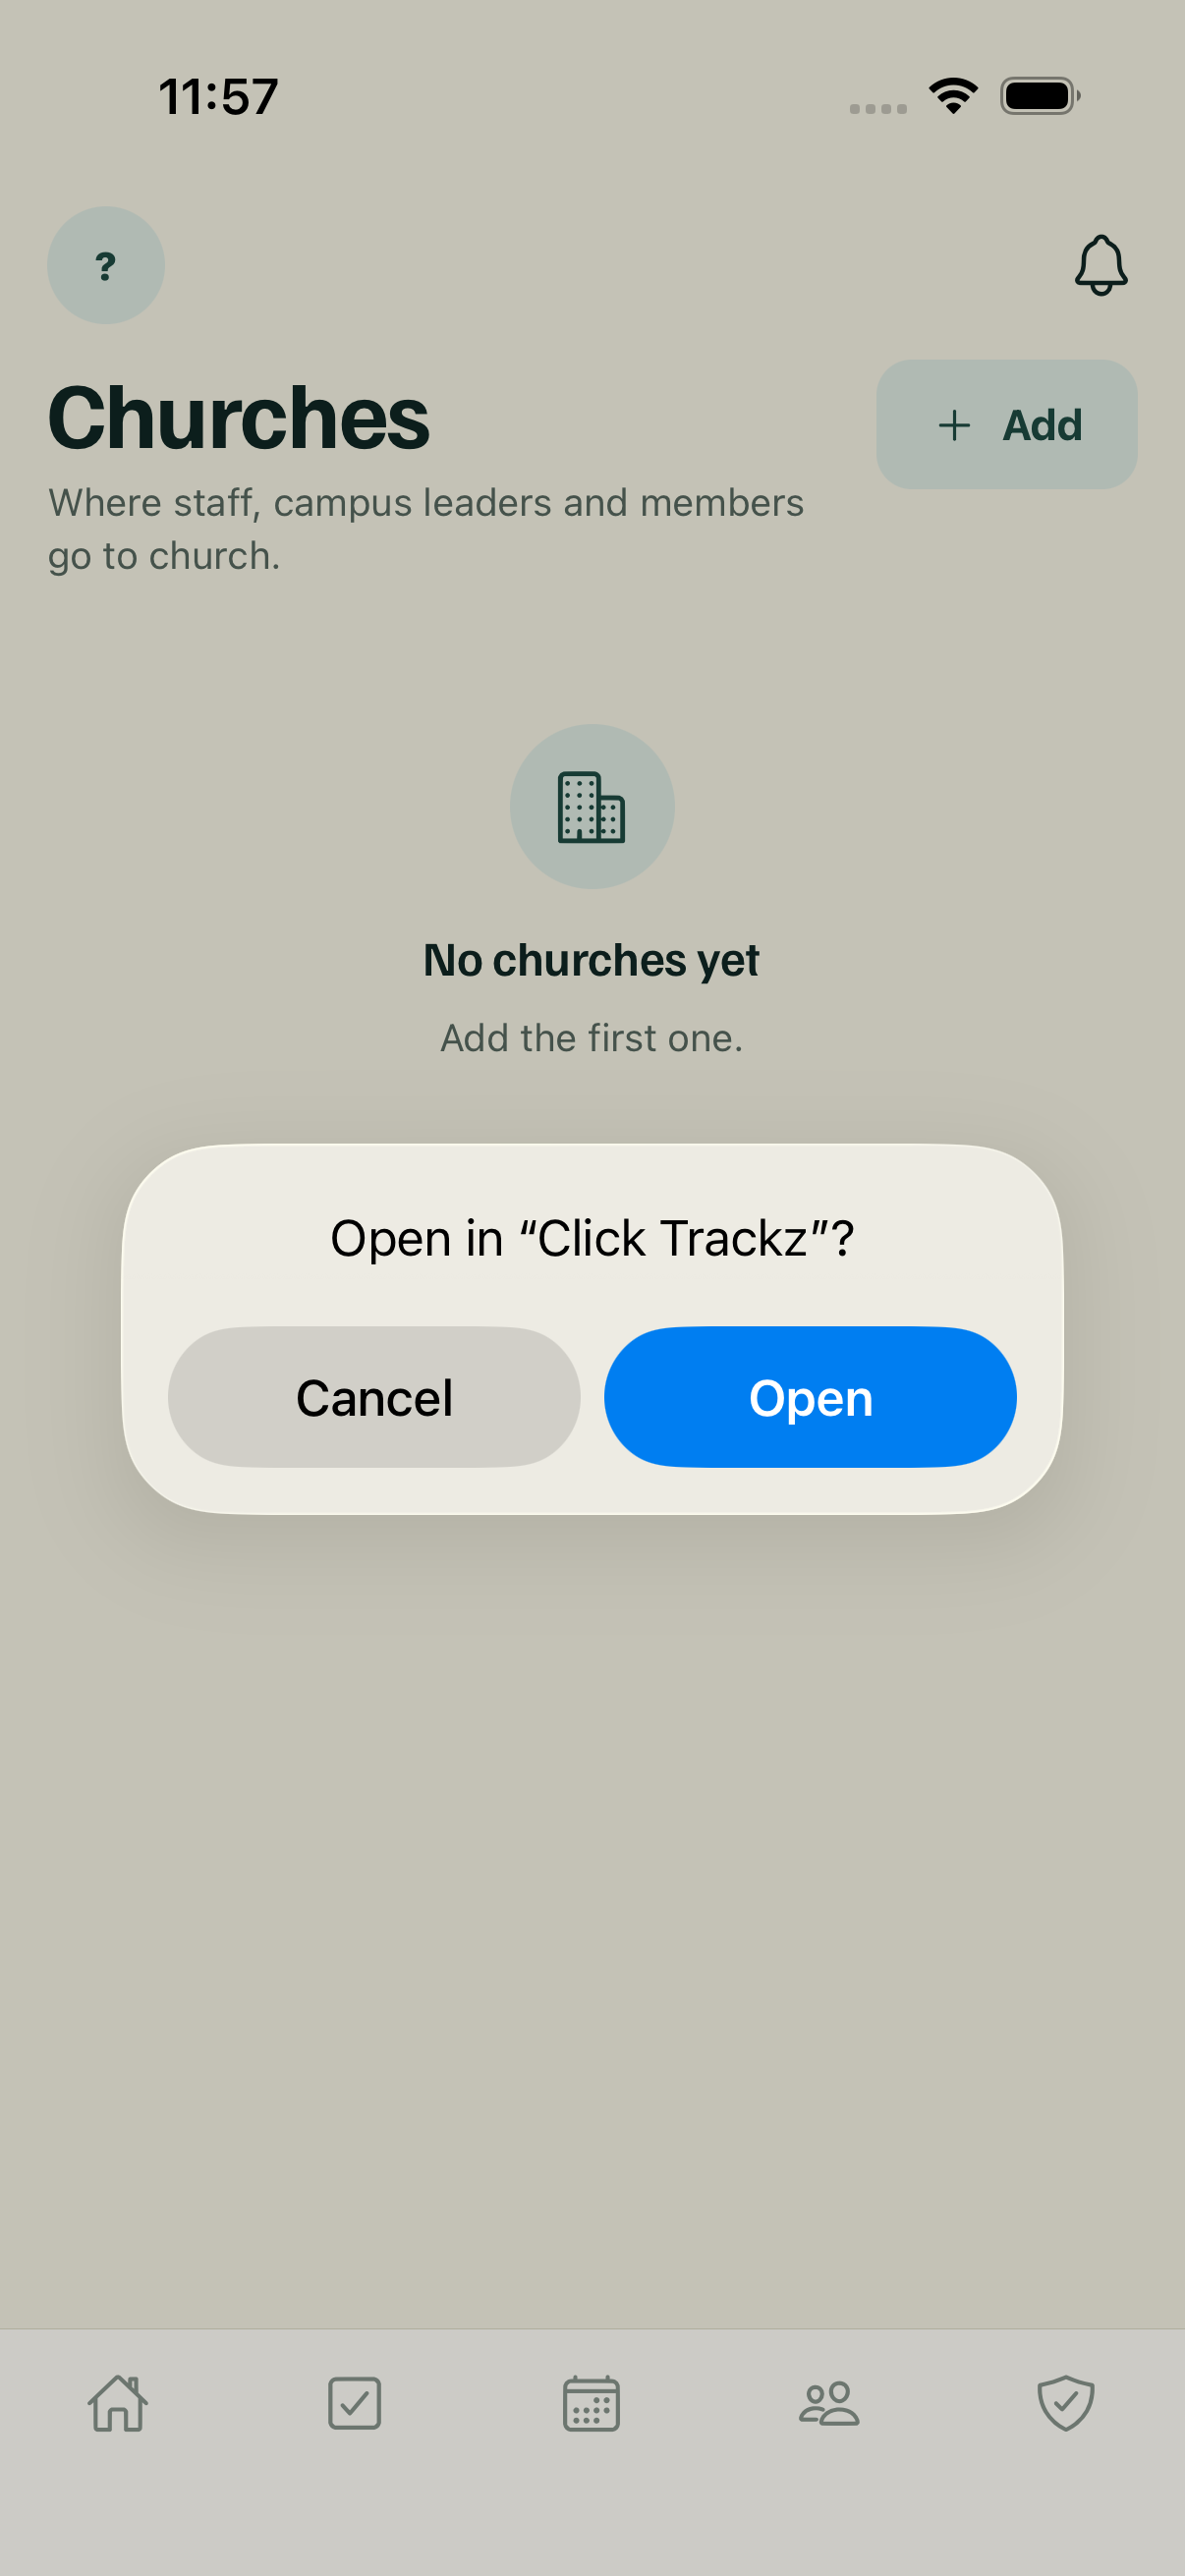 11:57
?
Churches
+ Add
Where staff, campus leaders and members
go to church.
No churches yet
Add the first one.
Open in “Click Trackz”?
Cancel
Open